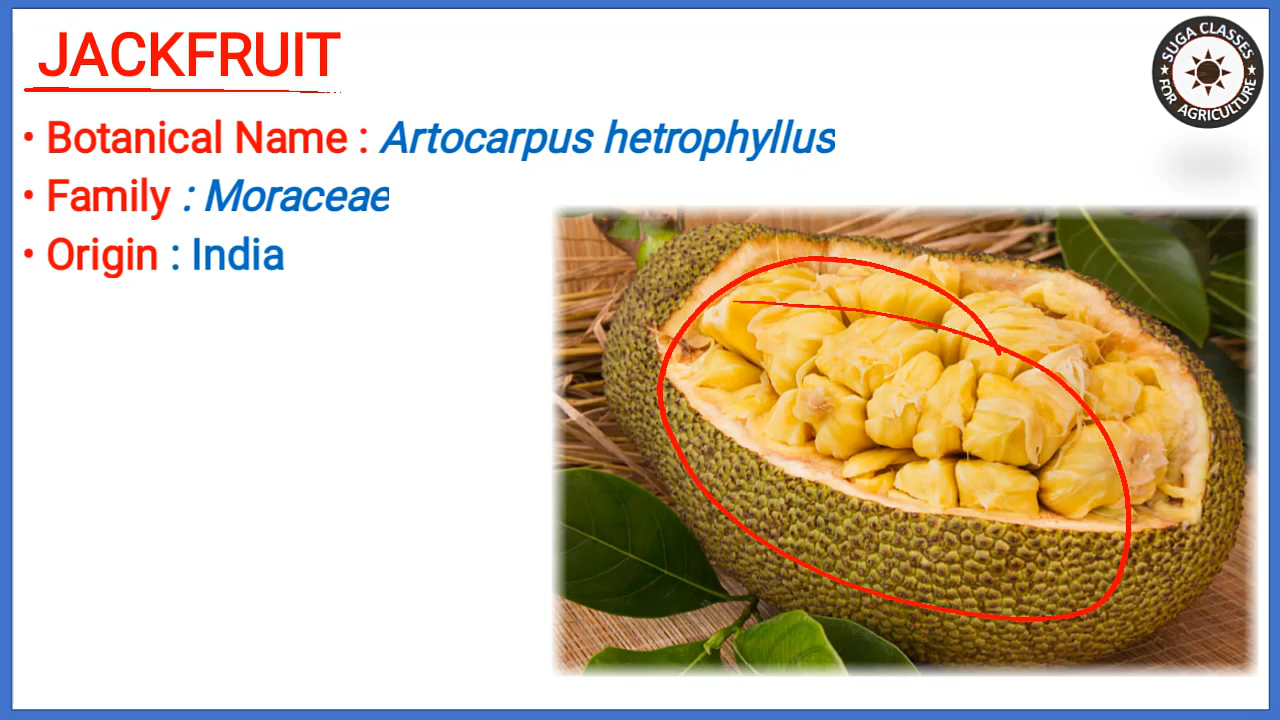 JACKFRUIT
SUGA CLASSES
FOR AGRICULTURE
• Botanical Name : Artocarpus hetrophyllus
• Family : Moraceae
• Origin : India